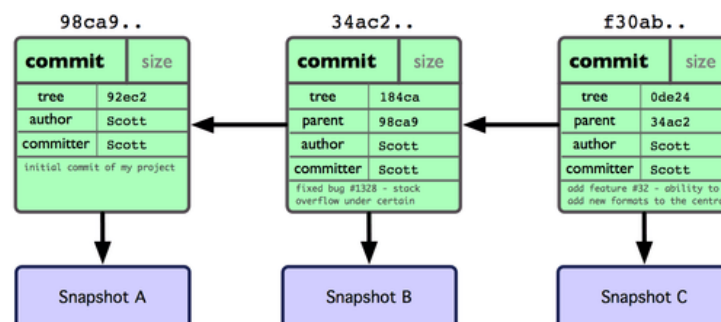 98ca9..
commit size
tree 92ec2
author Scott
committer Scott
initial commit of my project
Snapshot A
34ac2..
commit size
tree 184ca
parent 98ca9
author Scott
committer Scott
fixed bug #1328 - stack
overflow under certain
Snapshot B
f30ab..
commit size
tree 0de24
parent 34ac2
author Scott
committer Scott
add feature #32 - ability to
add new formats to the
Snapshot C